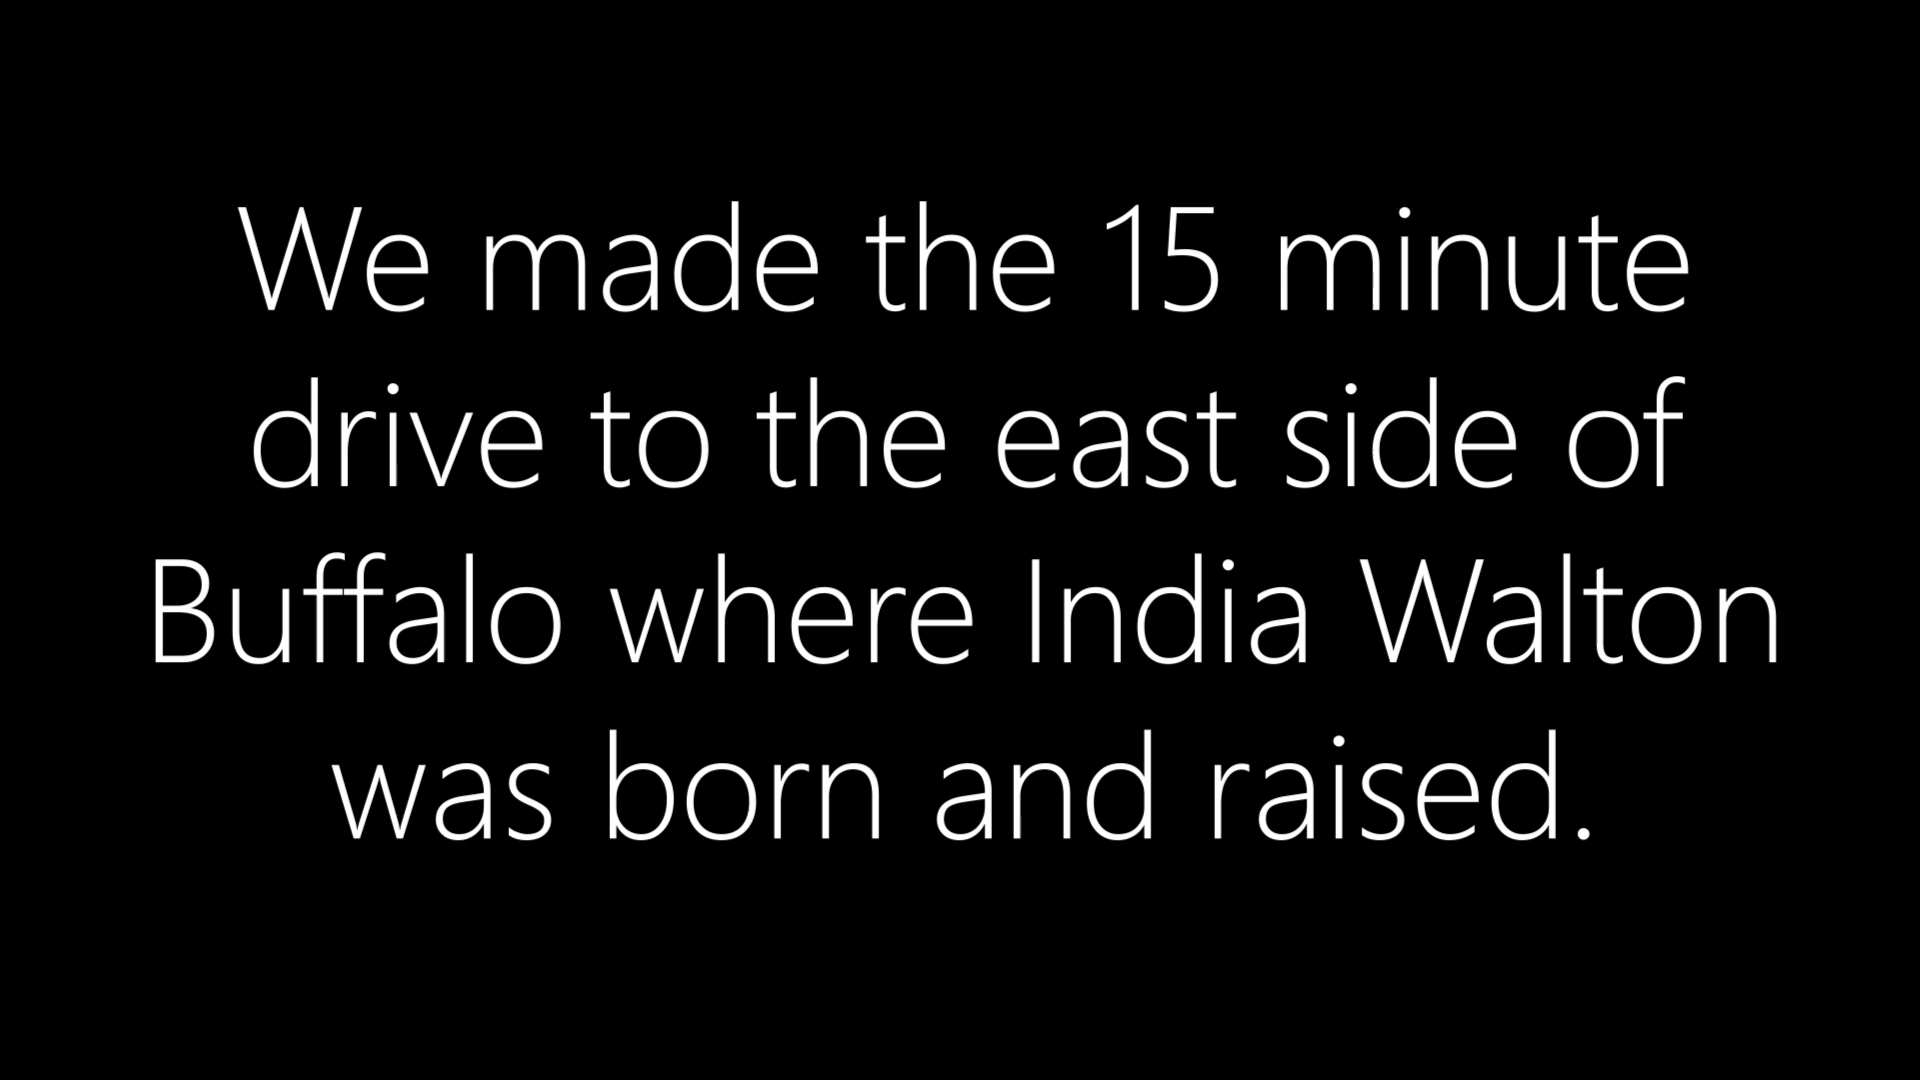 We made the 15 minute
drive to the east side of
Buffalo where India Walton
was born and raised.